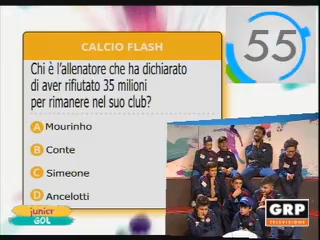 CALCIO FLASH
55
Chi è l'allenatore che ha dichiarato
di aver rifiutato 35 milioni
per rimanere nel suo club?
A Mourinho
B Conte
C Simeone
D Ancelotti
junior
GOL
GRP
TELEVISIONE